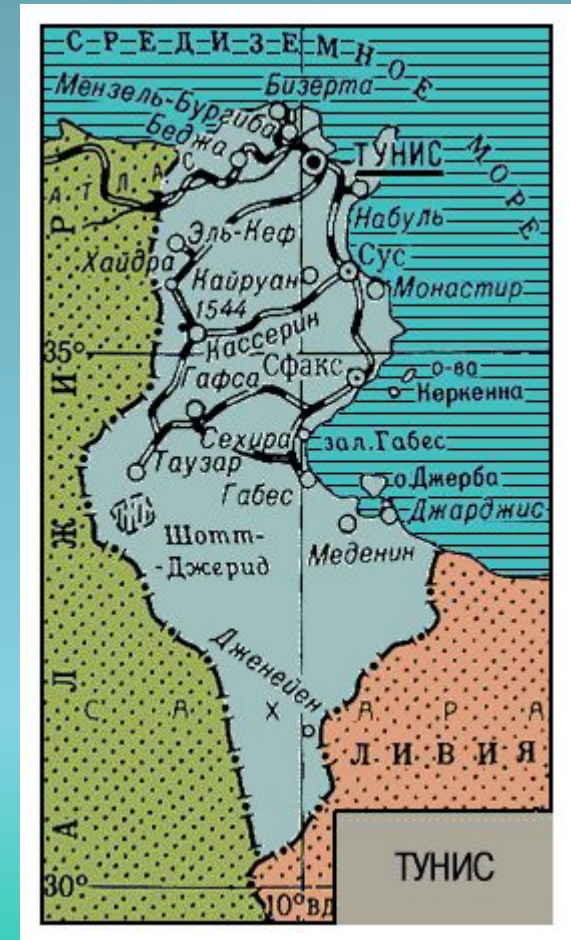 СРЕДИЗЕМНОЕ МОРЕ
Бизерта
Мензель-Бургиба
Беджа
ТУНИС
АТЛАС
Набуль
Эль-Кеф
Хайдра
Сус
Кайруан
Монастир
1544
Кассерин
35°
Гафса
Сфакс
о-ва
Керкенна
Сехира
зал.Габес
Таузар
Габес
о.Джерба
Джарджис
Шотт-
-Джерид
Меденин
Дженейен
САХАРА
ЛИВИЯ
АЛЖИР
ТУНИС
30°
10°вд